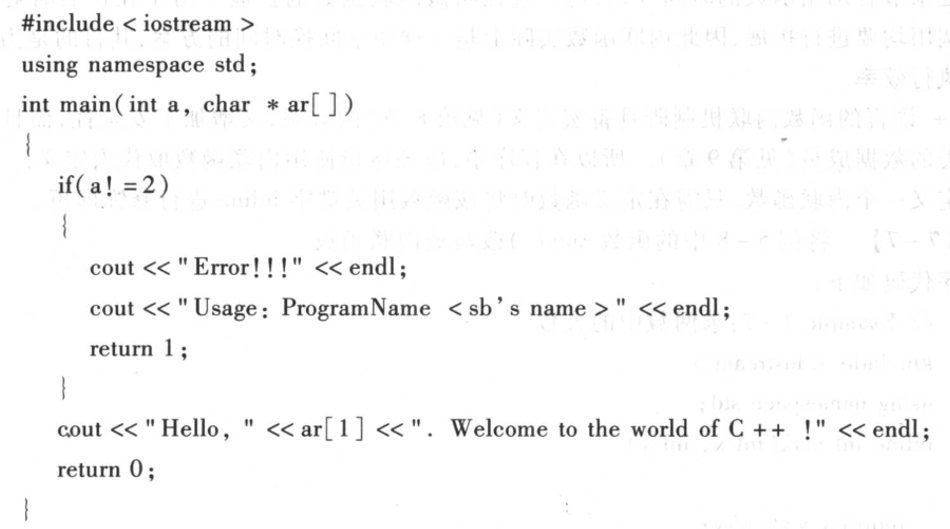 #include < iostream >
using namespace std;
int main( int a, char * ar[ ])
{
if( a! =2)
{
cout << "Error!!!" << endl;
cout << "Usage: ProgramName < sb's name >" << endl;
return 1;
}
cout << "Hello, " << ar[ 1 ] << ". Welcome to the world of C ++ !" << endl;
return 0;
}